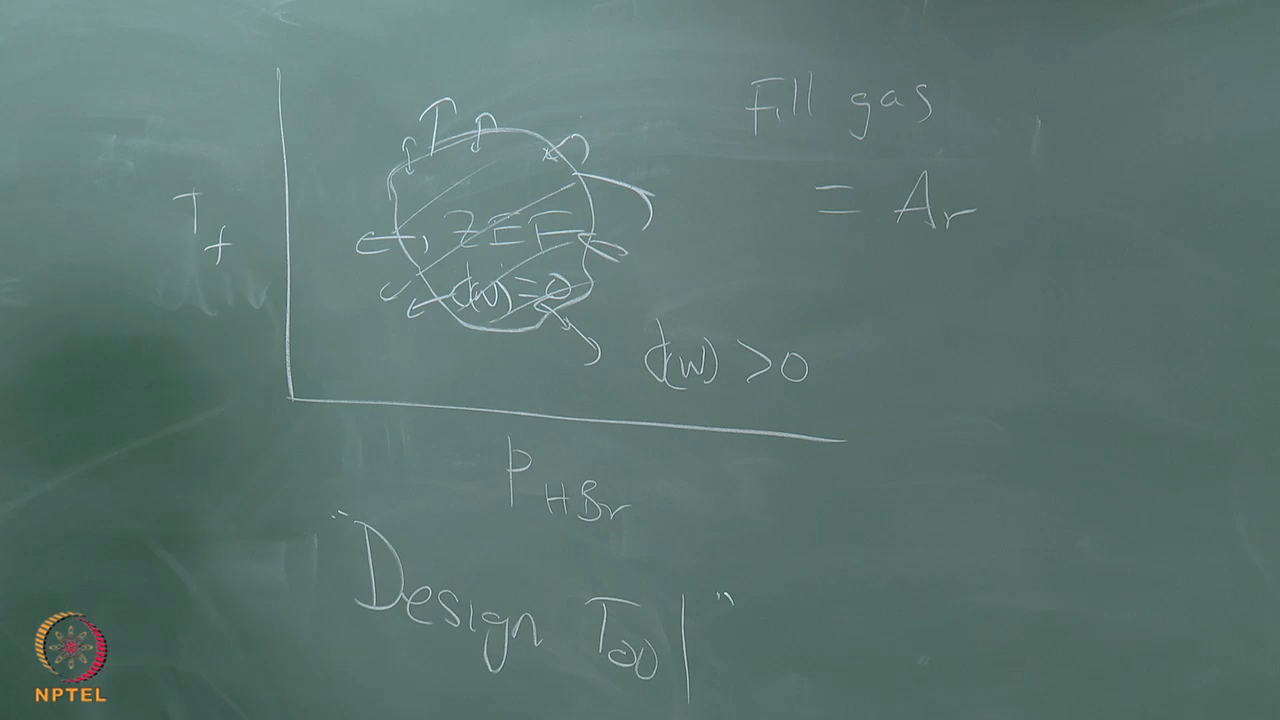 Fill gas
= Ar
T_f
ZEF
J(W) = 0
J(W) > 0
P_HBr
"Design Tool"
NPTEL